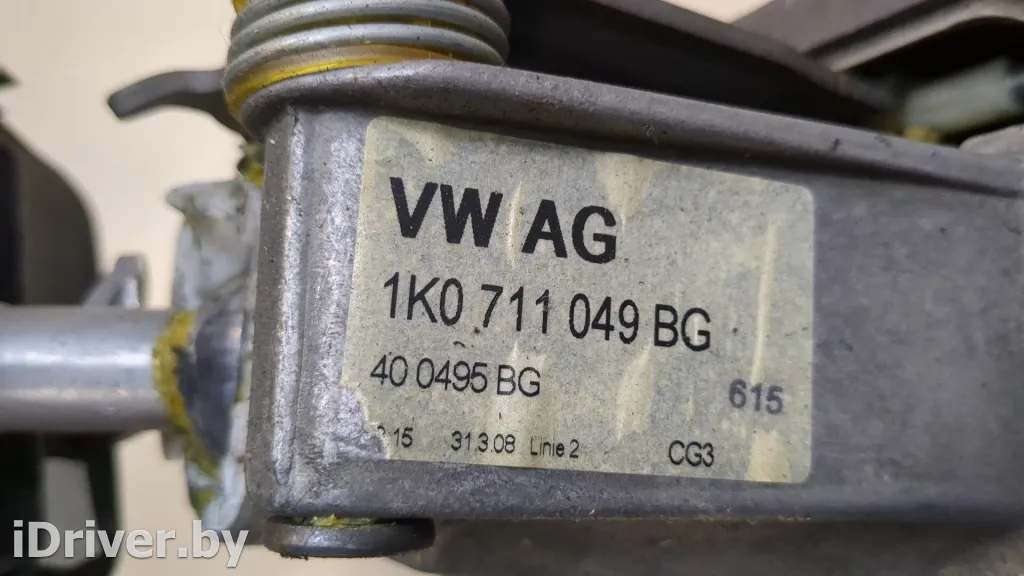 VW AG
1K0 711 049 BG
40 0495 BG
615
31.3.08 Linie 2
CG3
iDriver.by